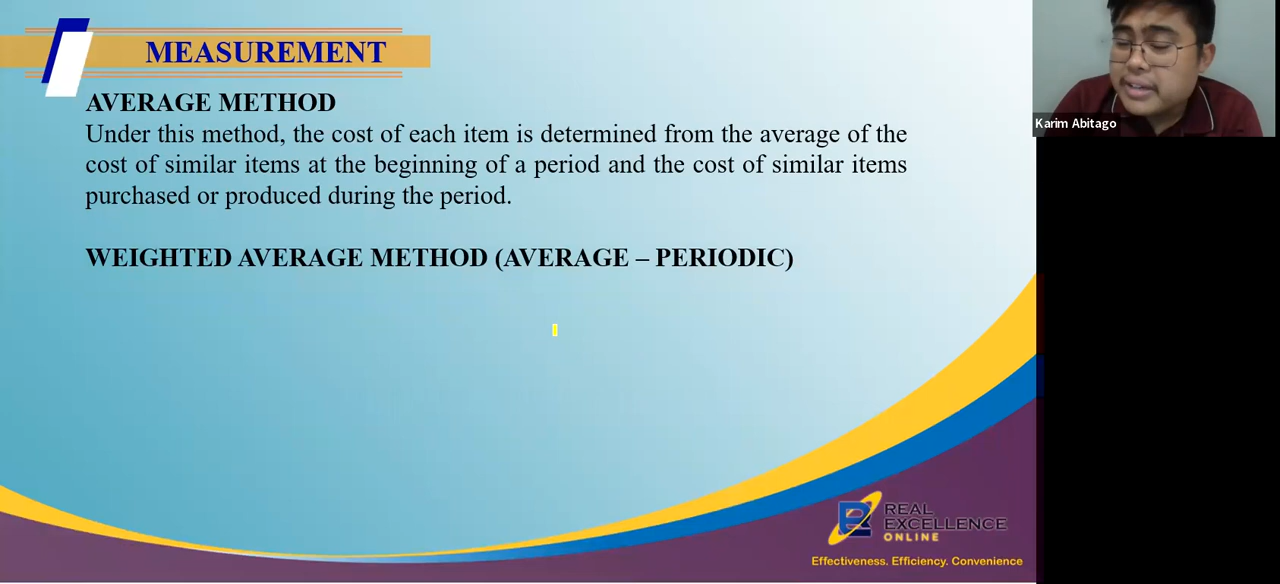 MEASUREMENT
AVERAGE METHOD
Under this method, the cost of each item is determined from the average of the
cost of similar items at the beginning of a period and the cost of similar items
purchased or produced during the period.
WEIGHTED AVERAGE METHOD (AVERAGE – PERIODIC)
Karim Abitago
REAL
EXCELLENCE
ONLINE
Effectiveness. Efficiency. Convenience